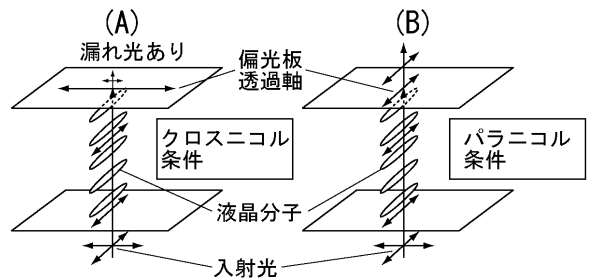 (A)
(B)
漏れ光あり
偏光板
透過軸
クロスニコル
条件
パラニコル
条件
液晶分子
入射光